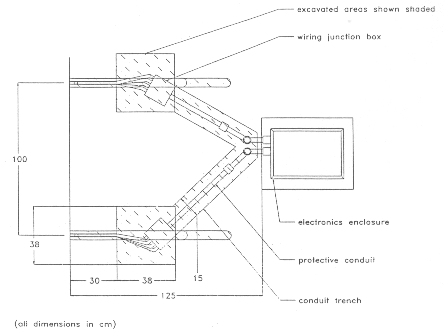 excavated areas shown shaded
wiring junction box
100
electronics enclosure
38
protective conduit
30
38
15
125
conduit trench
(all dimensions in cm)